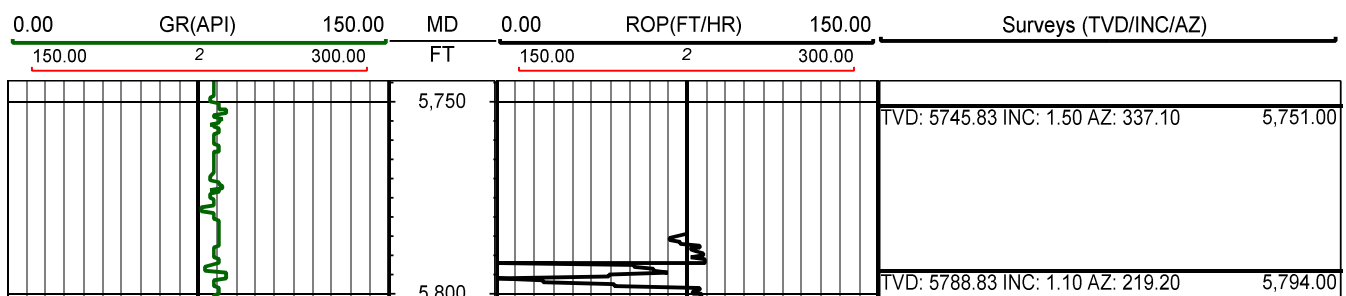 0.00 GR(API) 150.00 MD 0.00 ROP(FT/HR) 150.00 Surveys (TVD/INC/AZ)
150.00 2 300.00 FT 150.00 2 300.00
5,750
TVD: 5745.83 INC: 1.50 AZ: 337.10 5,751.00
TVD: 5788.83 INC: 1.10 AZ: 219.20 5,794.00
5,800